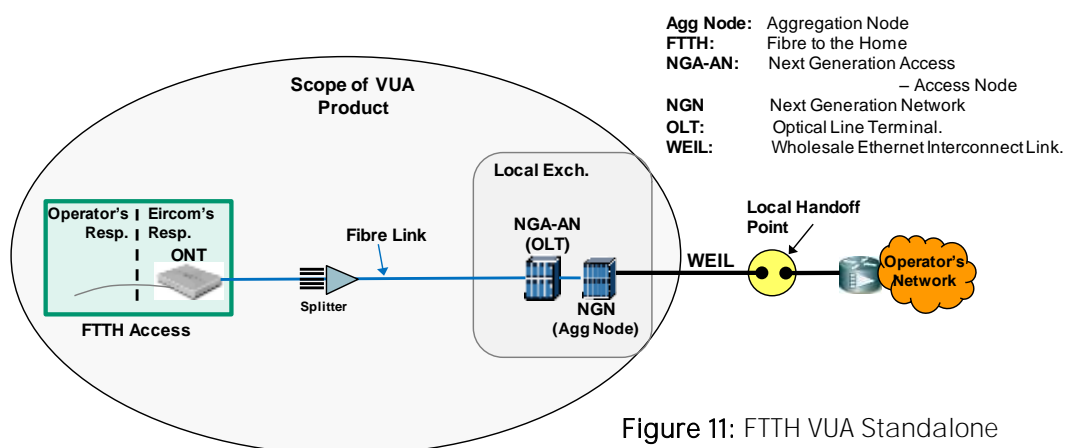 Agg Node: Aggregation Node
FTTH: Fibre to the Home
NGA-AN: Next Generation Access
– Access Node
NGN Next Generation Network
OLT: Optical Line Terminal.
WEIL: Wholesale Ethernet Interconnect Link.
Scope of VUA
Product
Local Exch.
Operator's
Resp.
Eircom's
Resp.
ONT
FTTH Access
Splitter
Fibre Link
NGA-AN
(OLT)
NGN
(Agg Node)
WEIL
Local Handoff
Point
Operator's
Network
Figure 11: FTTH VUA Standalone